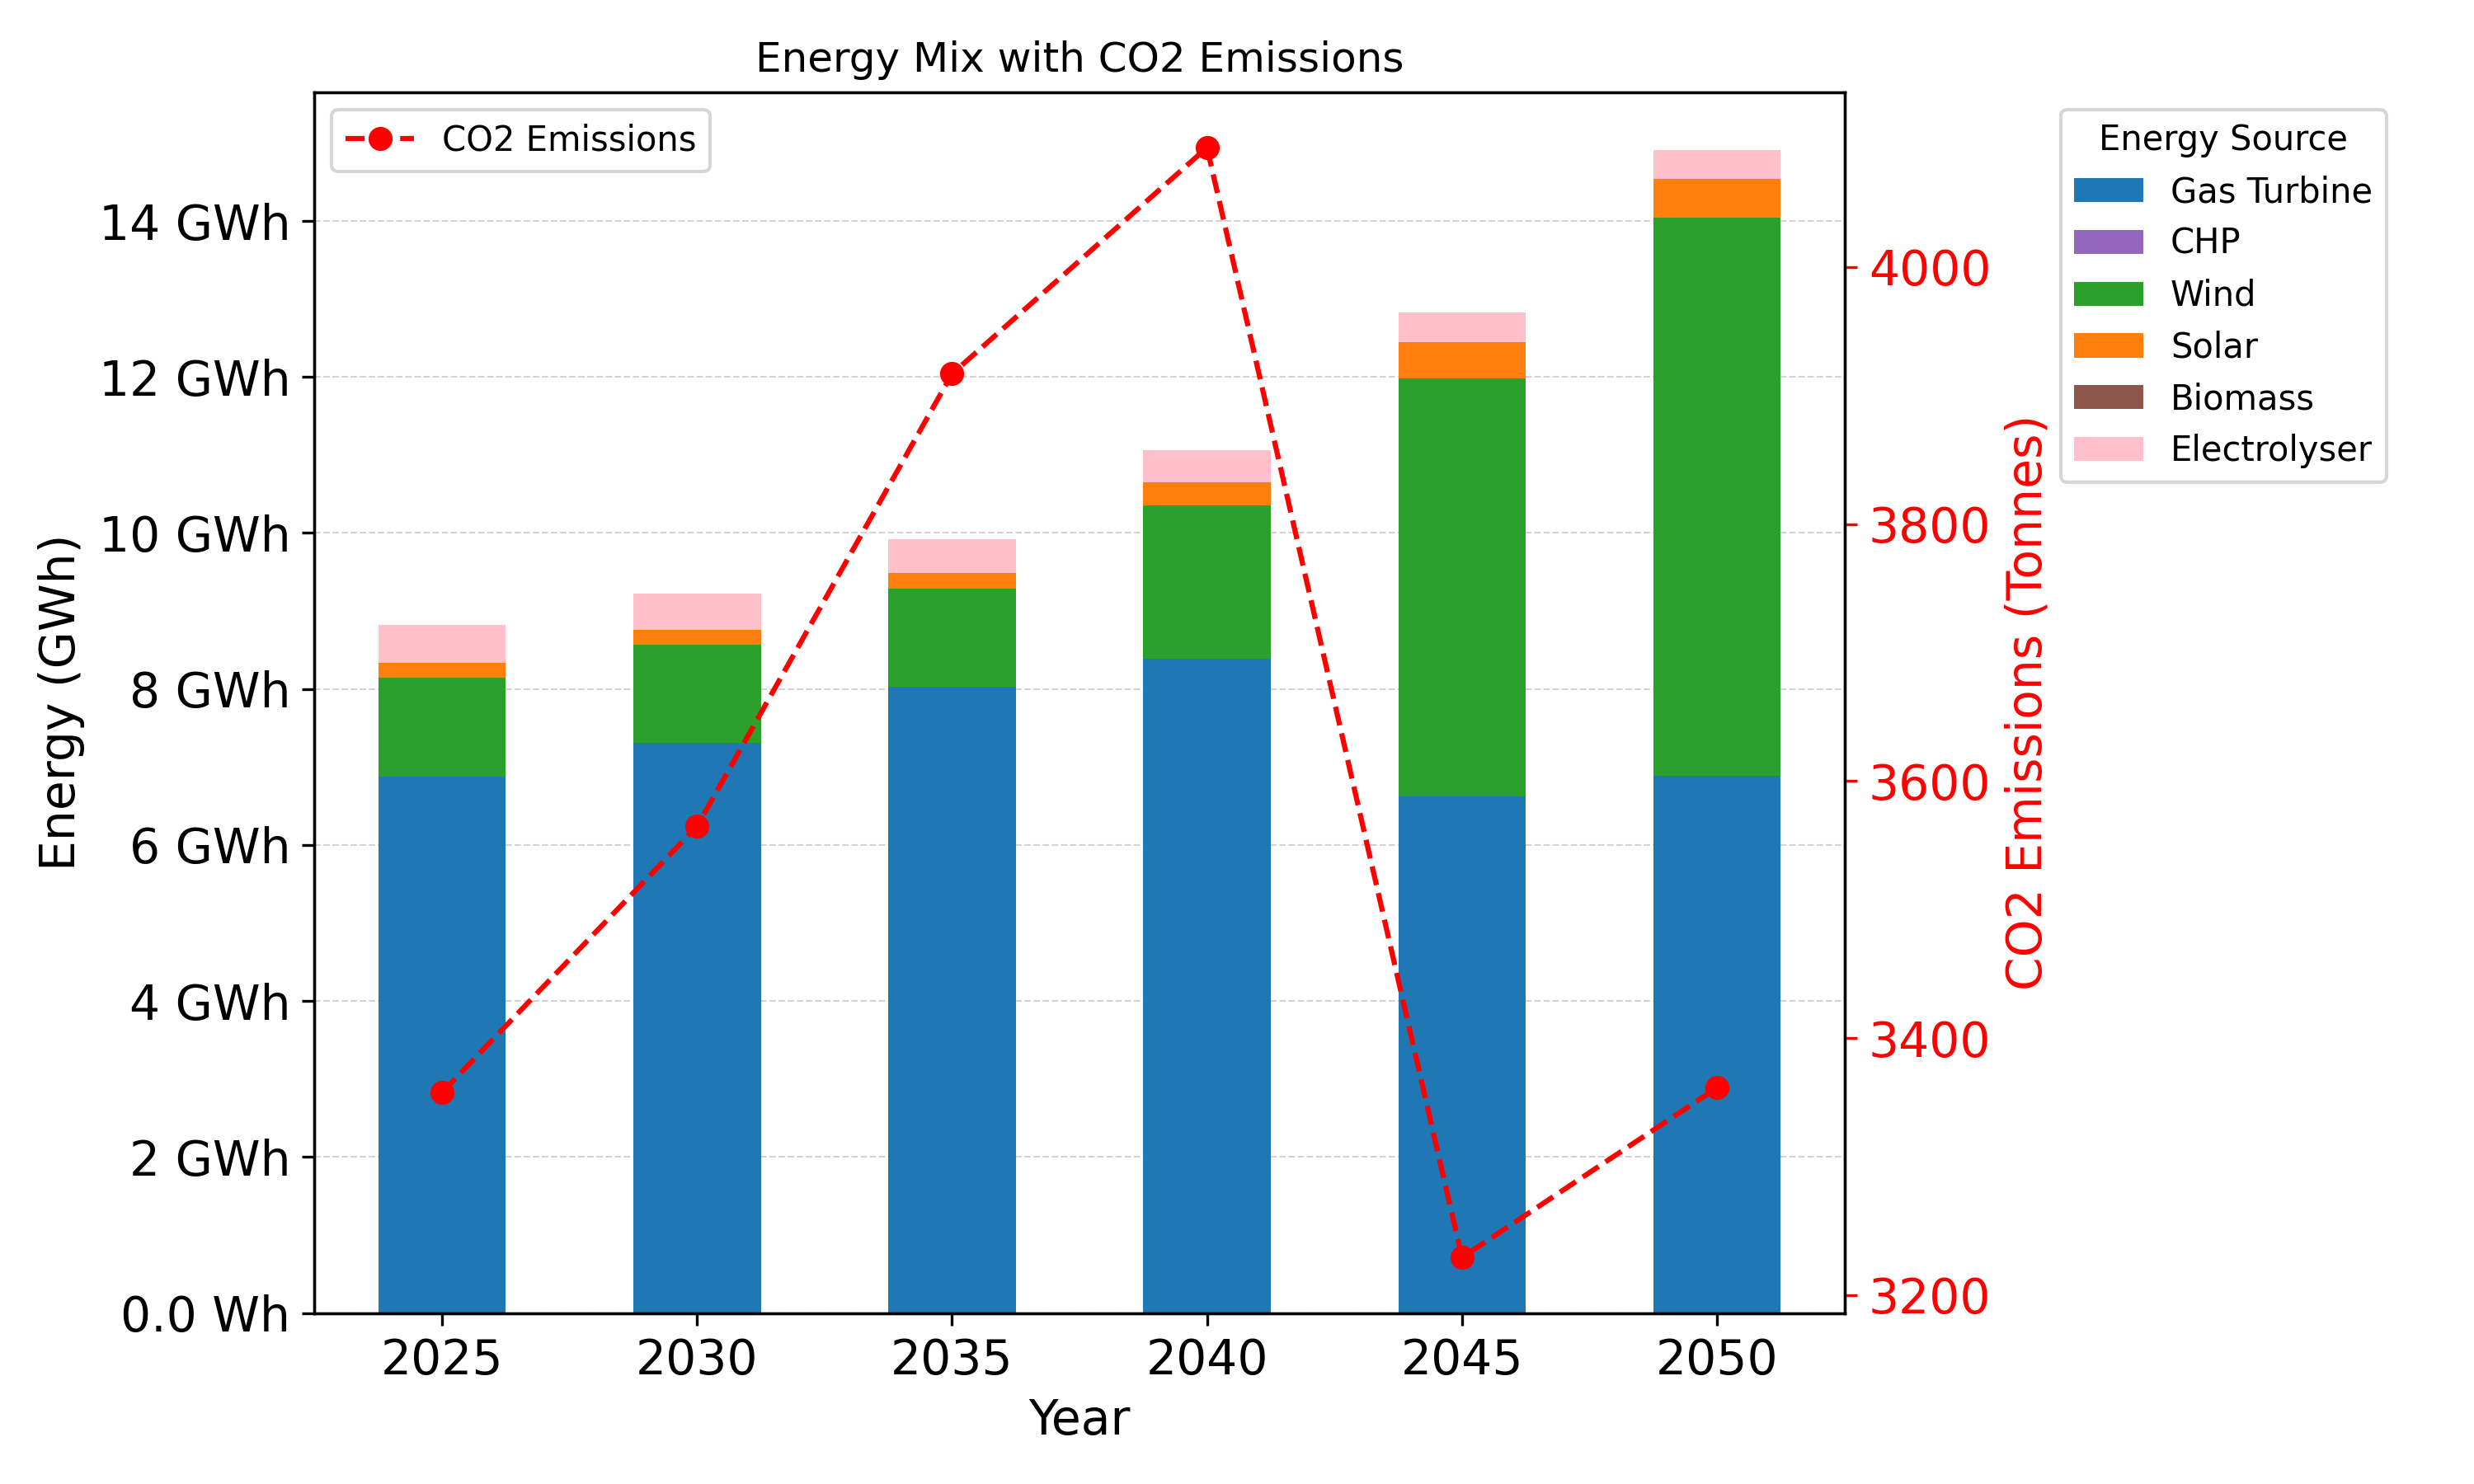 Energy Mix with CO2 Emissions
CO2 Emissions
Energy (GWh)
14 GWh
12 GWh
10 GWh
8 GWh
6 GWh
4 GWh
2 GWh
0.0 Wh
2025
2030
2035
2040
2045
2050
Year
4000
3800
3600
3400
3200
CO2 Emissions (Tonnes)
Energy Source
Gas Turbine
CHP
Wind
Solar
Biomass
Electrolyser